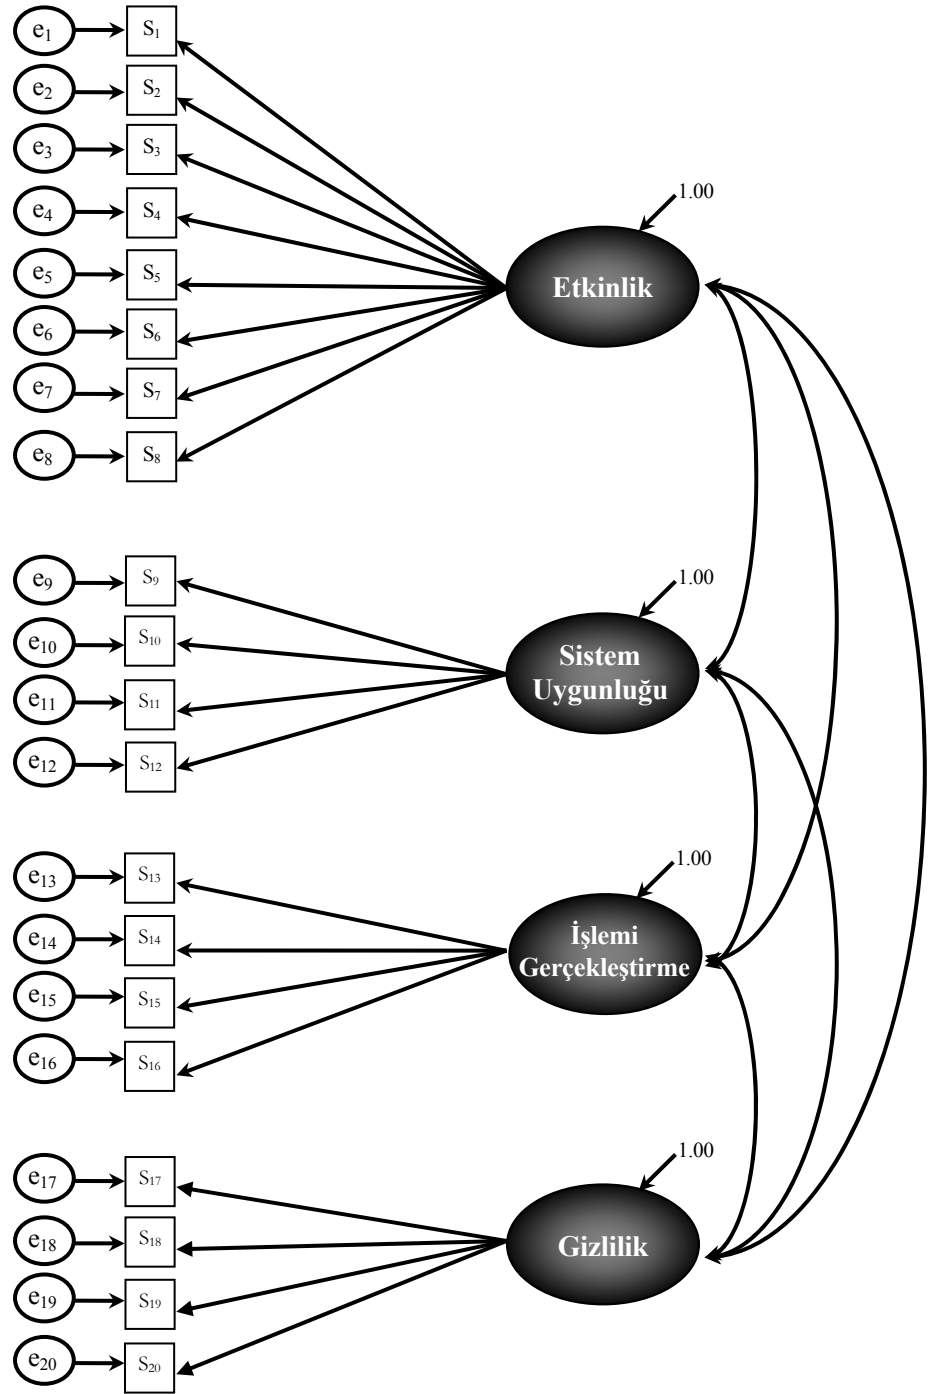 e1 S1
e2 S2
e3 S3
1.00
e4 S4
e5 S5
Etkinlik
e6 S6
e7 S7
e8 S8
e9 S9
1.00
e10 S10
Sistem
Uygunluğu
e11 S11
e12 S12
1.00
e13 S13
e14 S14
İşlemi
Gerçekleştirme
e15 S15
e16 S16
1.00
e17 S17
e18 S18
Gizlilik
e19 S19
e20 S20